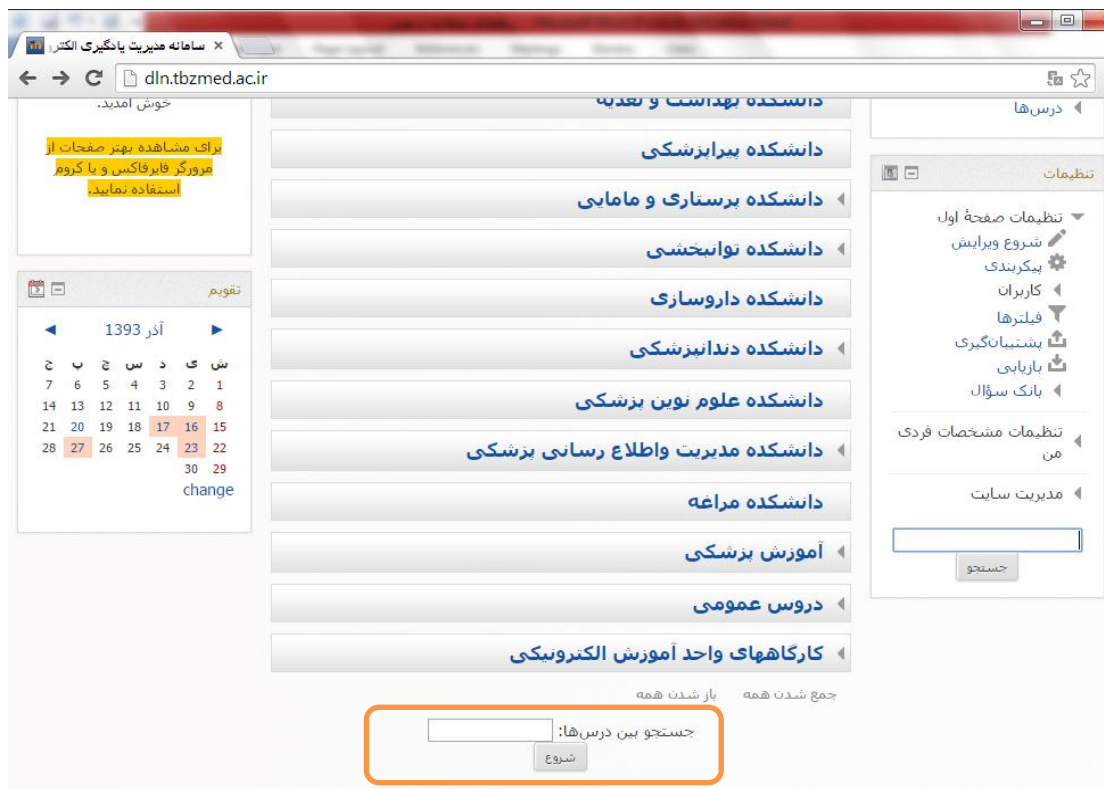 سامانه مدیریت یادگیری الکتر
dln.tbzmed.ac.ir
درس‌ها
تنظیمات
تنظیمات صفحهٔ اول
شروع ویرایش
پیکربندی
کاربران
فیلترها
پشتیبان‌گیری
بازیابی
بانک سؤال
تنظیمات مشخصات فردی
من
مدیریت سایت
جستجو
دانشکده بهداشت و تغذیه
دانشکده پیراپزشکی
دانشکده پرستاری و مامایی
دانشکده توانبخشی
دانشکده داروسازی
دانشکده دندانپزشکی
دانشکده علوم نوین پزشکی
دانشکده مدیریت واطلاع رسانی پزشکی
دانشکده مراغه
آموزش پزشکی
دروس عمومی
کارگاههای واحد آموزش الکترونیکی
جمع شدن همه باز شدن همه
جستجو بین درس‌ها:
شروع
خوش آمدید.
برای مشاهده بهتر صفحات از
مرورگر فایرفاکس و یا کروم
استفاده نمایید.
تقویم
آذر 1393
ش ی د س چ پ ج
1 2 3 4 5 6 7
8 9 10 11 12 13 14
15 16 17 18 19 20 21
22 23 24 25 26 27 28
29 30
change